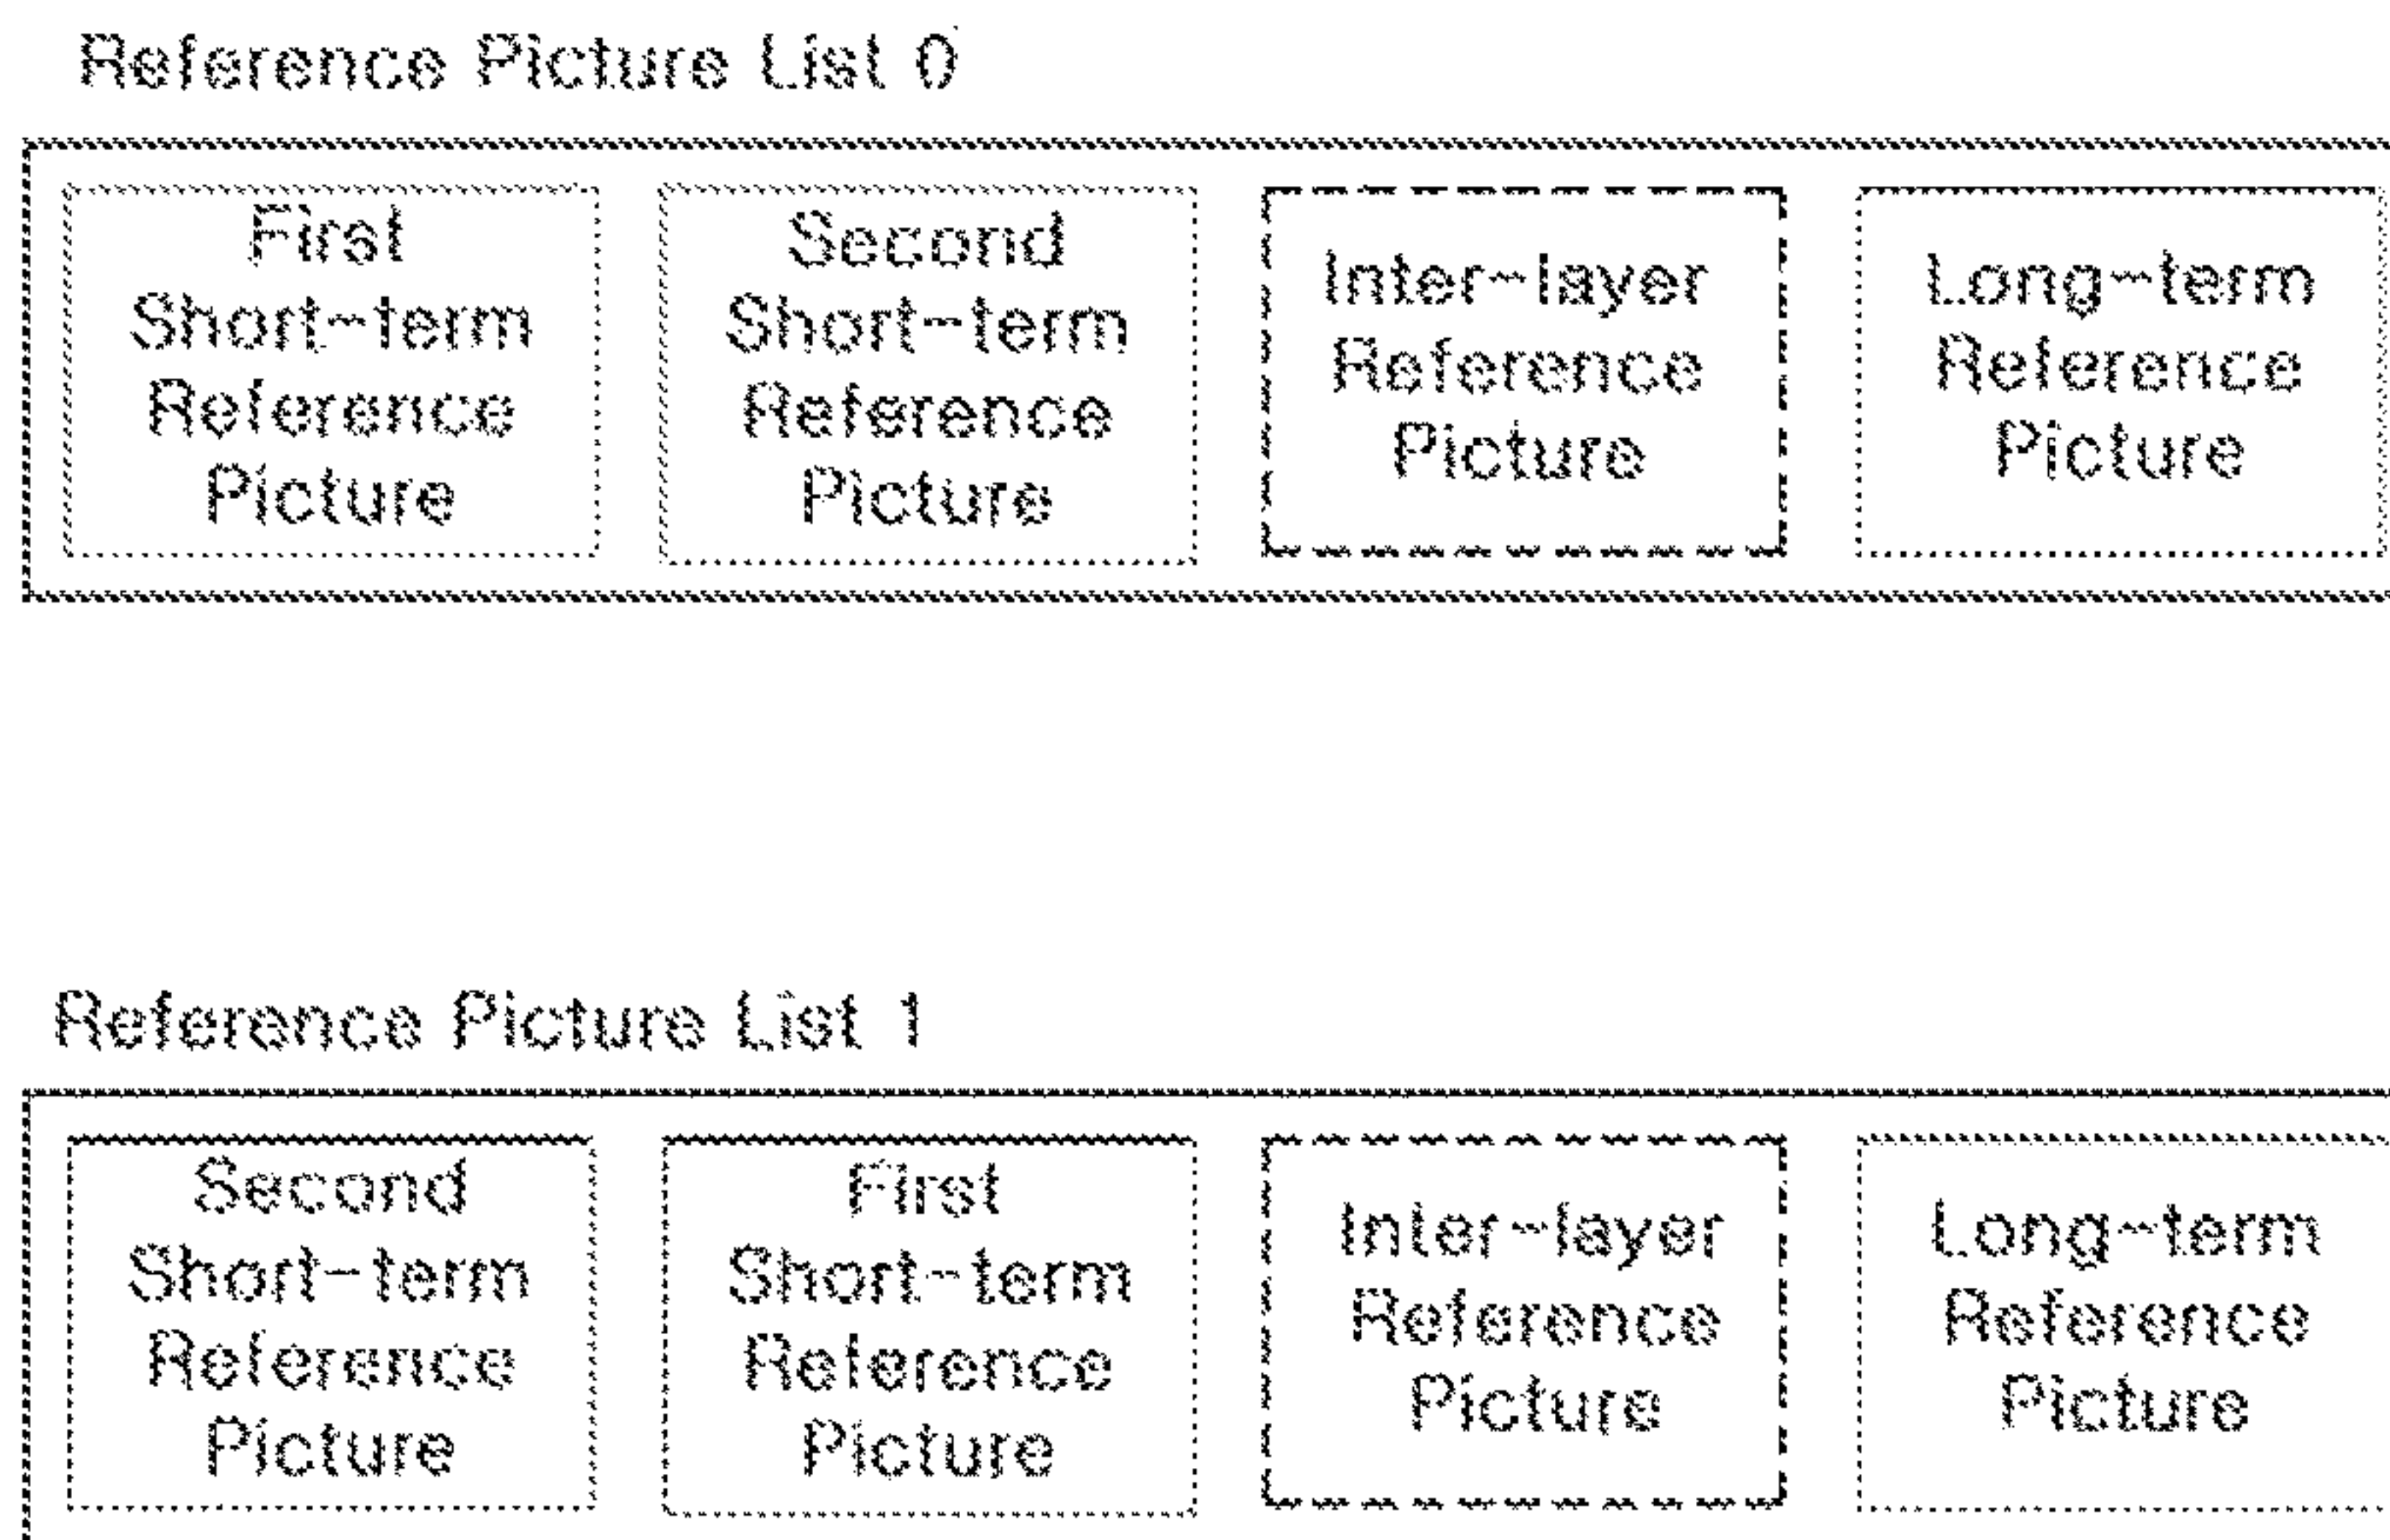 Reference Picture List 0
First
Short-term
Reference
Picture
Second
Short-term
Reference
Picture
Inter-layer
Reference
Picture
Long-term
Reference
Picture
Reference Picture List 1
Second
Short-term
Reference
Picture
First
Short-term
Reference
Picture
Inter-layer
Reference
Picture
Long-term
Reference
Picture